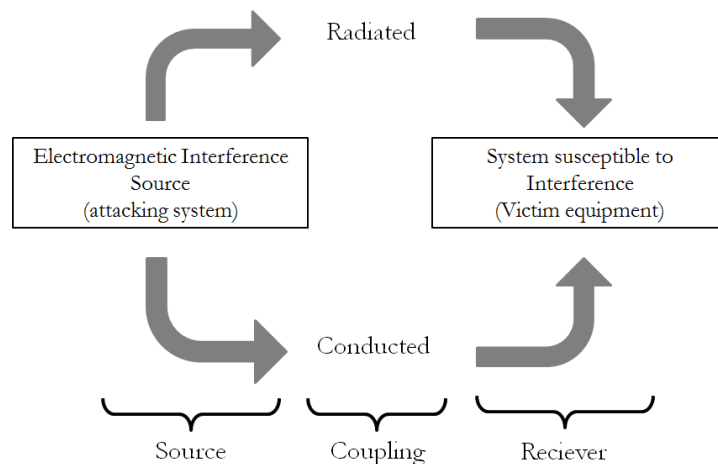 Radiated
Electromagnetic Interference
Source
(attacking system)
System susceptible to
Interference
(Victim equipment)
Conducted
Source
Coupling
Reciever